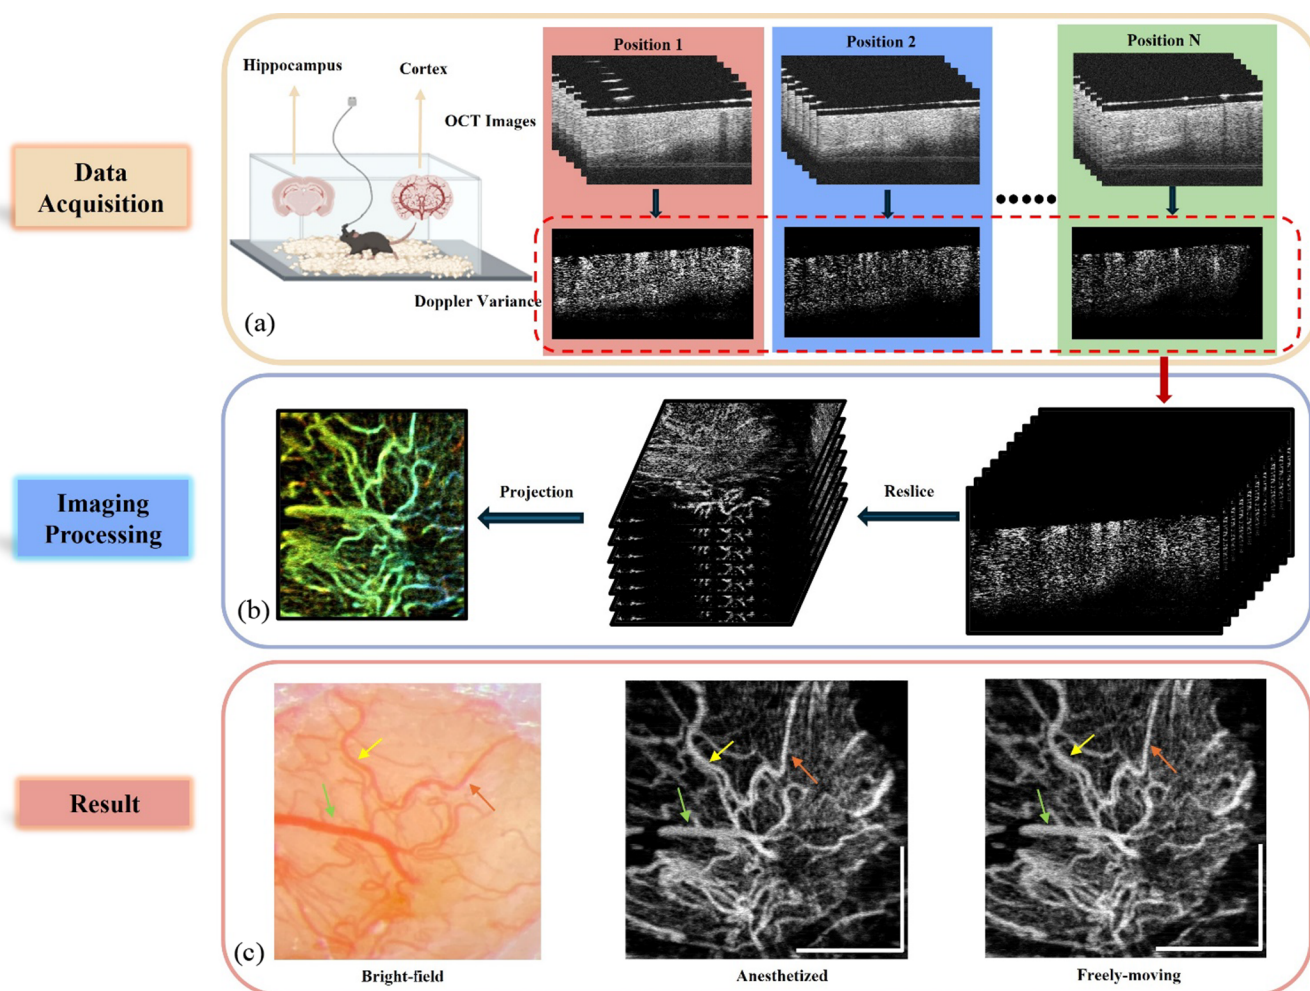 Data
Acquisition
Hippocampus
Cortex
OCT Images
Doppler Variance
(a)
Position 1
Position 2
Position N
Imaging
Processing
Projection
Reslice
(b)
Result
(c)
Bright-field
Anesthetized
Freely-moving